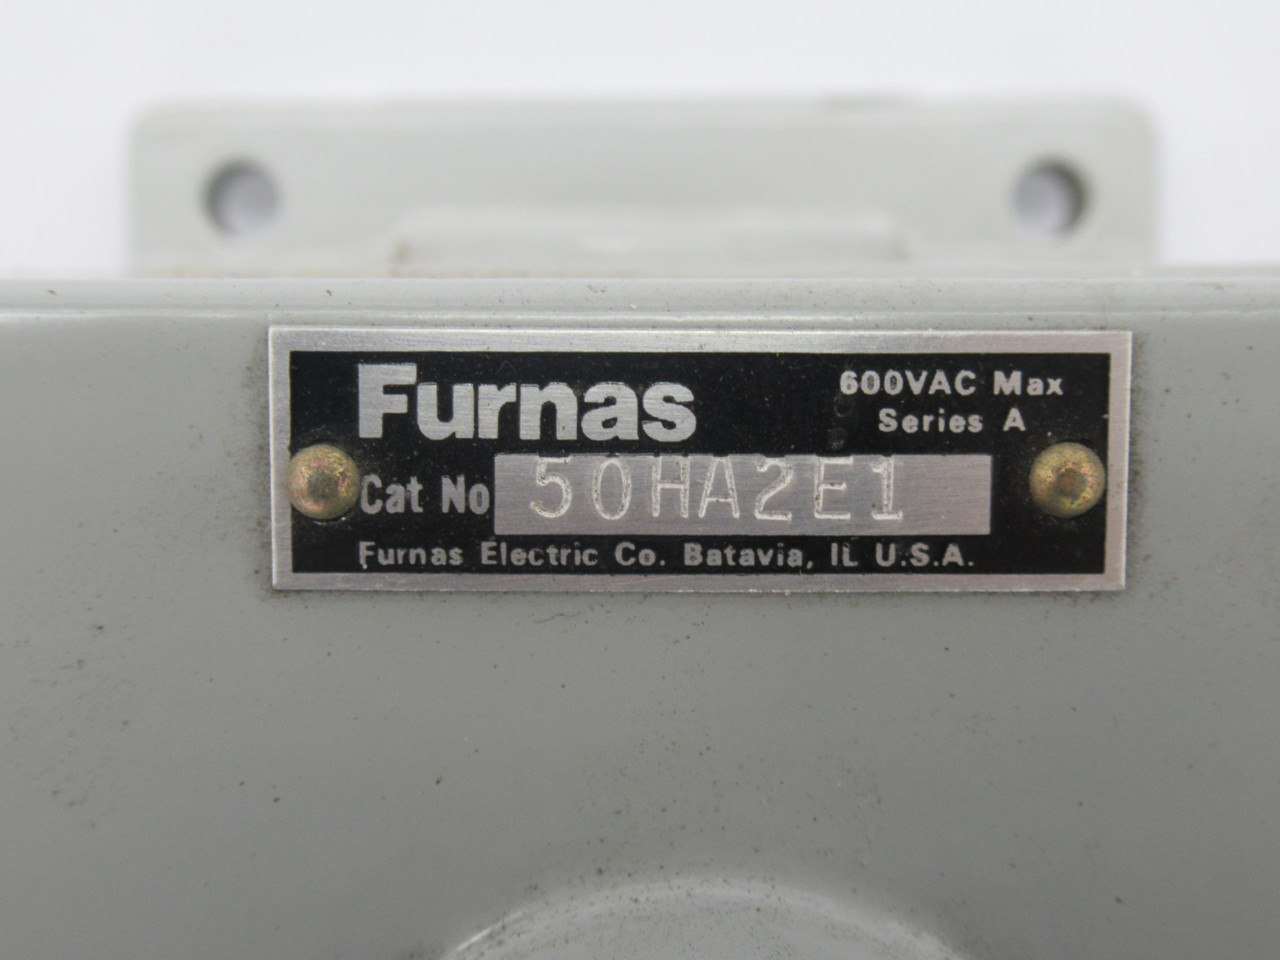 Furnas
600VAC Max
Series A
Cat No 50HA2E1
Furnas Electric Co. Batavia, IL U.S.A.